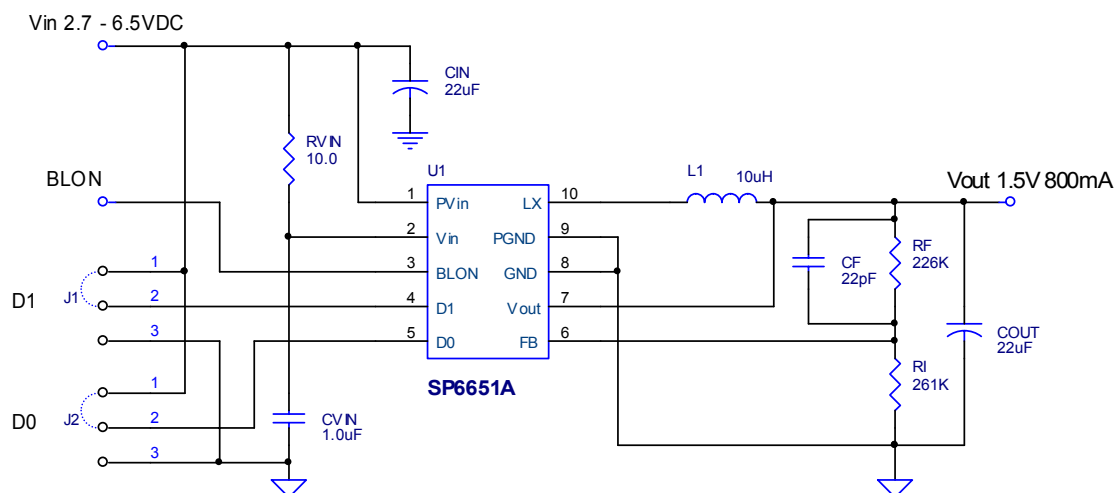 Vin 2.7 - 6.5VDC
CIN
22uF
RVIN
10.0
U1
L1
10uH
BLON
Vout 1.5V 800mA
1
PVin
LX
10
2
Vin
PGND
9
3
BLON
GND
8
4
D1
Vout
7
5
D0
FB
6
SP6651A
CF
22pF
RF
226K
COUT
22uF
RI
261K
D1
J1
1
2
3
D0
J2
1
2
3
CVIN
1.0uF